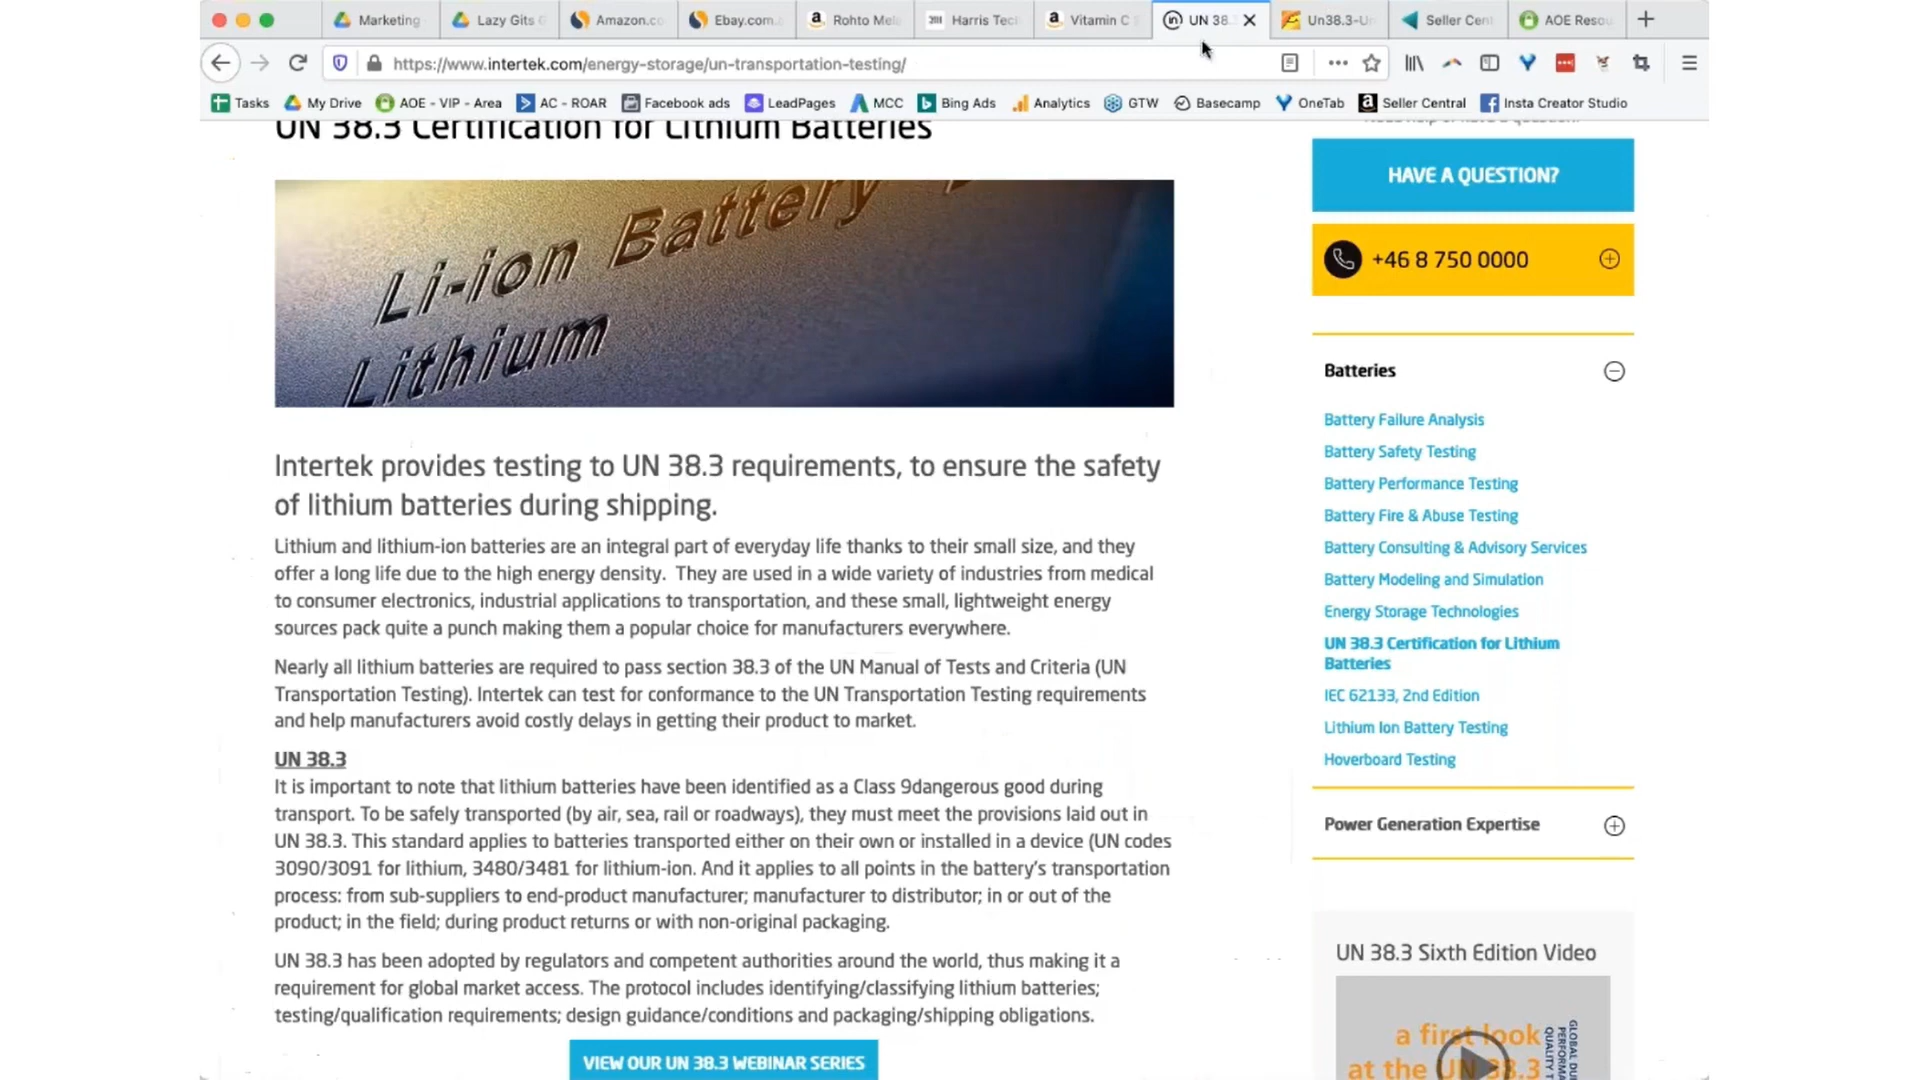 Marketing
Lazy Gits
Amazon.co
Ebay.com.
Rohto Mel
Harris Tec
Vitamin C
UN 38.
Un38.3-U
Seller Cen
AOE Resou
https://www.intertek.com/energy-storage/un-transportation-testing/
Tasks
My Drive
AOE - VIP - Area
AC - ROAR
Facebook ads
LeadPages
MCC
Bing Ads
Analytics
GTW
Basecamp
OneTab
Seller Central
Insta Creator Studio
UN 38.3 Certification for Lithium Batteries
Li-ion Battery
Lithium
Intertek provides testing to UN 38.3 requirements, to ensure the safety
of lithium batteries during shipping.
Lithium and lithium-ion batteries are an integral part of everyday life thanks to their small size, and they
offer a long life due to the high energy density. They are used in a wide variety of industries from medical
to consumer electronics, industrial applications to transportation, and these small, lightweight energy
sources pack quite a punch making them a popular choice for manufacturers everywhere.
Nearly all lithium batteries are required to pass section 38.3 of the UN Manual of Tests and Criteria (UN
Transportation Testing). Intertek can test for conformance to the UN Transportation Testing requirements
and help manufacturers avoid costly delays in getting their product to market.
UN 38.3
It is important to note that lithium batteries have been identified as a Class 9dangerous good during
transport. To be safely transported (by air, sea, rail or roadways), they must meet the provisions laid out in
UN 38.3. This standard applies to batteries transported either on their own or installed in a device (UN codes
3090/3091 for lithium, 3480/3481 for lithium-ion. And it applies to all points in the battery's transportation
process: from sub-suppliers to end-product manufacturer; manufacturer to distributor; in or out of the
product; in the field; during product returns or with non-original packaging.
UN 38.3 has been adopted by regulators and competent authorities around the world, thus making it a
requirement for global market access. The protocol includes identifying/classifying lithium batteries;
testing/qualification requirements; design guidance/conditions and packaging/shipping obligations.
VIEW OUR UN 38.3 WEBINAR SERIES
HAVE A QUESTION?
+46 8 750 0000
Batteries
Battery Failure Analysis
Battery Safety Testing
Battery Performance Testing
Battery Fire & Abuse Testing
Battery Consulting & Advisory Services
Battery Modeling and Simulation
Energy Storage Technologies
UN 38.3 Certification for Lithium
Batteries
IEC 62133, 2nd Edition
Lithium Ion Battery Testing
Hoverboard Testing
Power Generation Expertise
UN 38.3 Sixth Edition Video
a first look
at the UN 38.3